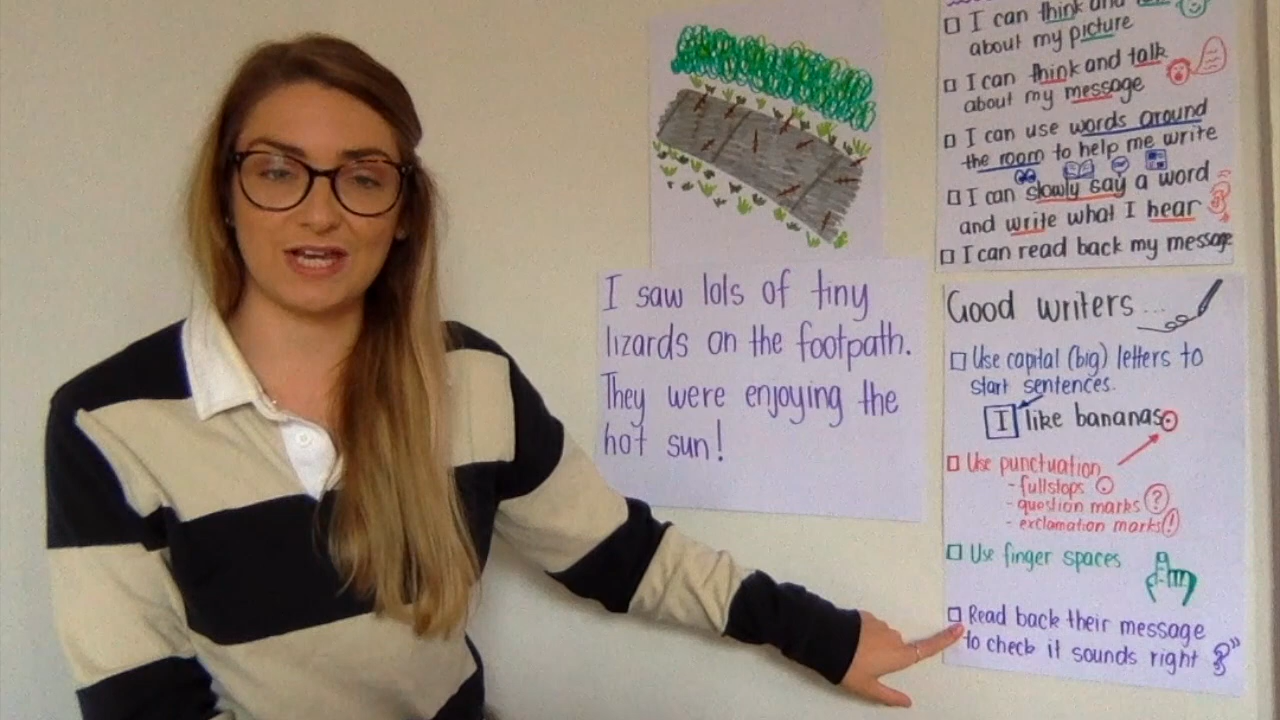 I saw lols of tiny
lizards on the footpath.
They were enjoying the
hot sun!
I can think and
about my picture
I can think and talk
about my message
I can use words around
the room to help me write
I can slowly say a word
and write what I hear
I can read back my message
Good writers...
Use capital (big) letters to
start sentences.
I like bananas.
Use punctuation
- fullstops .
- question marks ?
- exclamation marks !
Use finger spaces
Read back their message
to check it sounds right